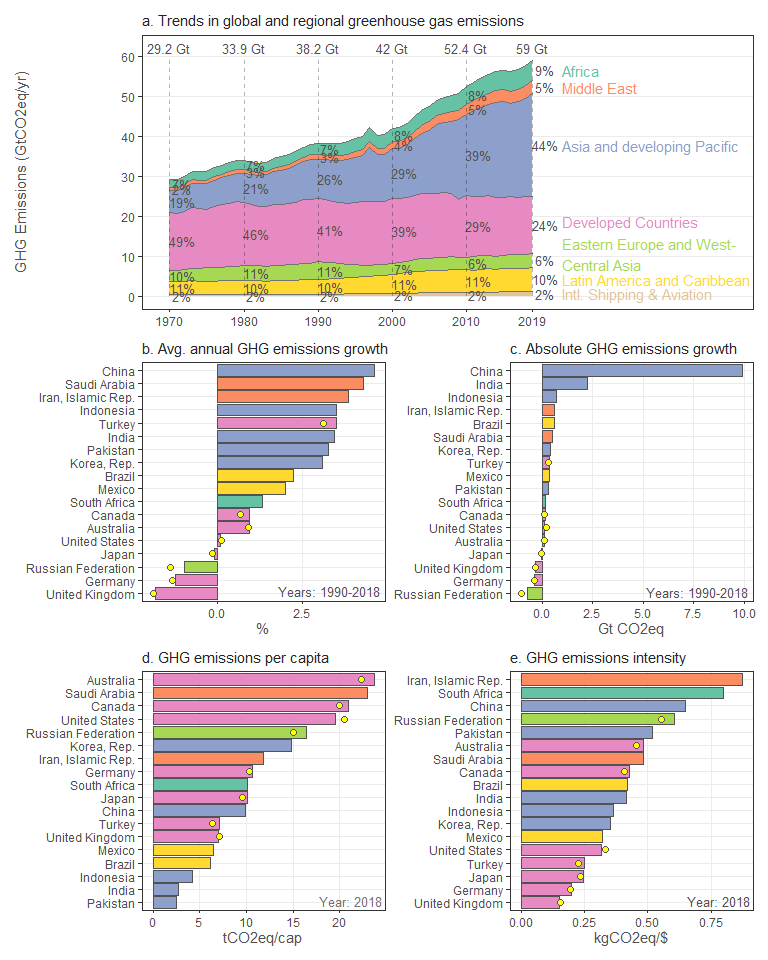 a. Trends in global and regional greenhouse gas emissions
29.2 Gt 33.9 Gt 38.2 Gt 42 Gt 52.4 Gt 59 Gt
GHG Emissions (GtCO2eq/yr)
60
50
40
30
20
10
0
7% 7% 7% 8% 8% 9% Africa
2% 3% 3% 4% 5% 5% Middle East
19% 21% 26% 29% 39% 44% Asia and developing Pacific
49% 46% 41% 39% 29% 24% Developed Countries
10% 11% 11% 7% 6% 6% Eastern Europe and West-
Central Asia
11% 10% 10% 11% 11% 10% Latin America and Caribbean
2% 2% 2% 2% 2% 2% Intl. Shipping & Aviation
1970 1980 1990 2000 2010 2019
b. Avg. annual GHG emissions growth
China
Saudi Arabia
Iran, Islamic Rep.
Indonesia
Turkey
India
Pakistan
Korea, Rep.
Brazil
Mexico
South Africa
Canada
Australia
United States
Japan
Russian Federation
Germany
United Kingdom
Years: 1990-2018
0.0 2.5
%
c. Absolute GHG emissions growth
China
India
Indonesia
Iran, Islamic Rep.
Brazil
Saudi Arabia
Korea, Rep.
Turkey
Mexico
Pakistan
South Africa
Canada
United States
Australia
Japan
United Kingdom
Germany
Russian Federation
Years: 1990-2018
0.0 2.5 5.0 7.5 10.0
Gt CO2eq
d. GHG emissions per capita
Australia
Saudi Arabia
Canada
United States
Russian Federation
Korea, Rep.
Iran, Islamic Rep.
Germany
South Africa
Japan
China
Turkey
United Kingdom
Mexico
Brazil
Indonesia
India
Pakistan
Year: 2018
0 5 10 15 20
tCO2eq/cap
e. GHG emissions intensity
Iran, Islamic Rep.
South Africa
China
Russian Federation
Pakistan
Australia
Saudi Arabia
Canada
Brazil
India
Indonesia
Korea, Rep.
Mexico
United States
Turkey
Japan
Germany
United Kingdom
Year: 2018
0.00 0.25 0.50 0.75
kgCO2eq/$